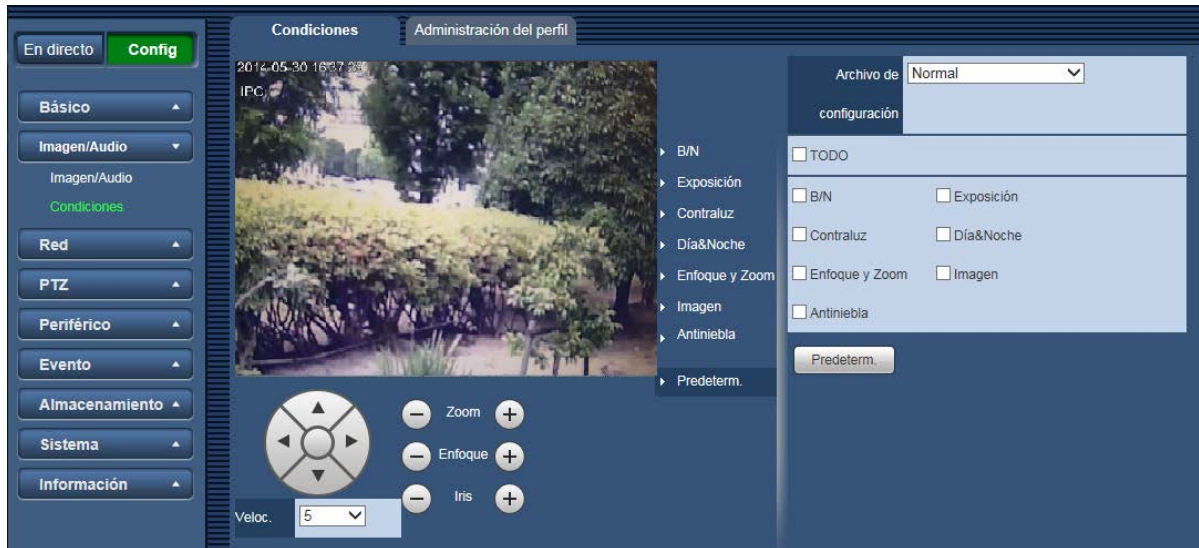 En directo
Config
Básico
Imagen/Audio
Imagen/Audio
Condiciones
Red
PTZ
Periférico
Evento
Almacenamiento
Sistema
Información
Condiciones
Administración del perfil
IPC
B/N
Exposición
Contraluz
Día&Noche
Enfoque y Zoom
Imagen
Antiniebla
Predeterm.
Zoom
Enfoque
Iris
Veloc.
5
Archivo de
configuración
Normal
TODO
B/N
Exposición
Contraluz
Día&Noche
Enfoque y Zoom
Imagen
Antiniebla
Predeterm.